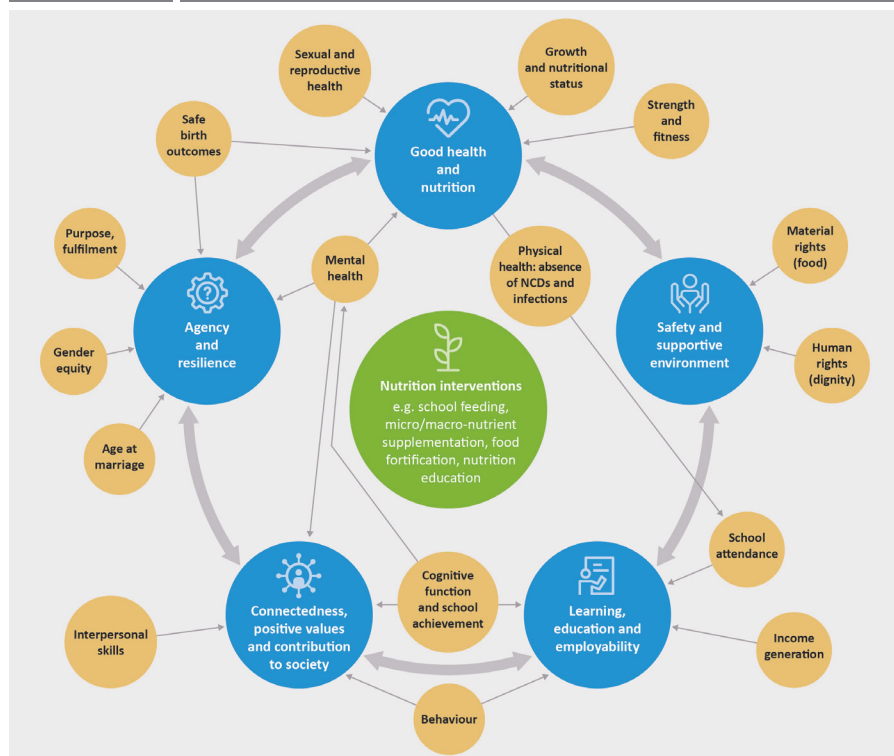 Sexual and
reproductive
health
Growth
and nutritional
status
Strength
and
fitness
Safe
birth
outcomes
Good health
and
nutrition
Purpose,
fulfilment
Mental
health
Physical
health: absence
of NCDs and
infections
Material
rights
(food)
Agency
and
resilience
Safety and
supportive
environment
Gender
equity
Human
rights
(dignity)
Nutrition interventions
e.g. school feeding,
micro/macro-nutrient
supplementation, food
fortification, nutrition
education
Age at
marriage
School
attendance
Connectedness,
positive values
and contribution
to society
Cognitive
function
and school
achievement
Learning,
education and
employability
Interpersonal
skills
Income
generation
Behaviour